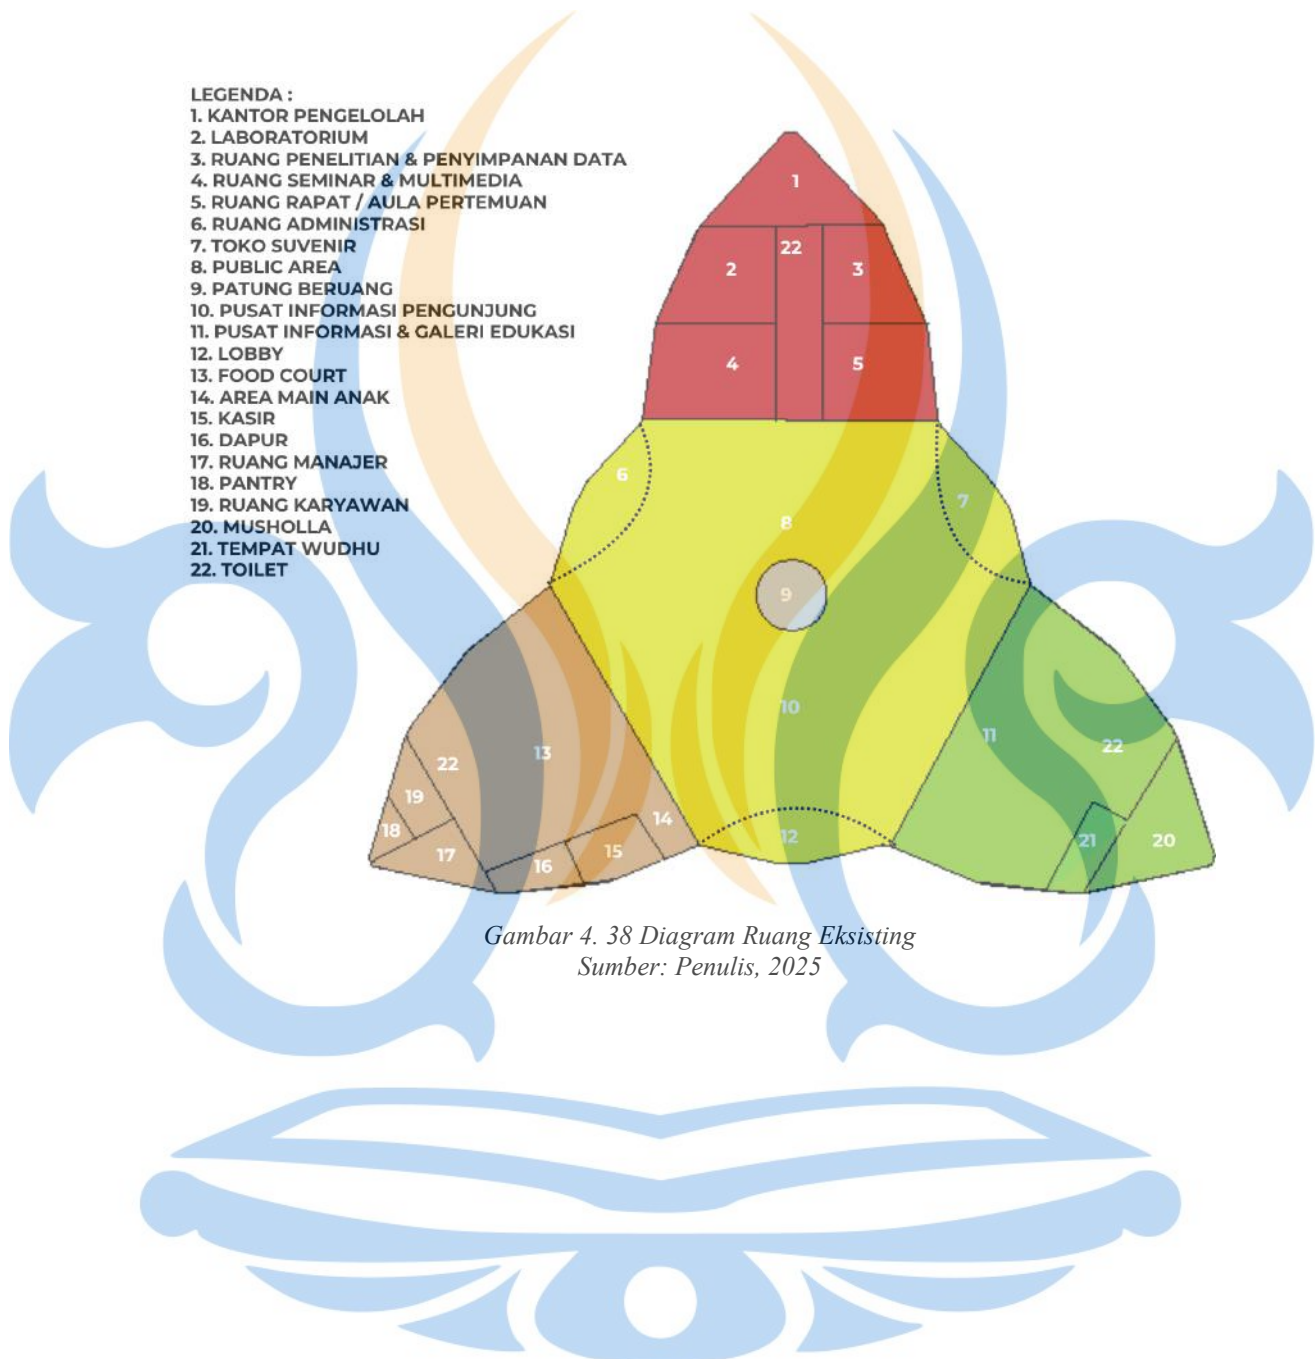 LEGENDA :
1. KANTOR PENGELOLAH
2. LABORATORIUM
3. RUANG PENELITIAN & PENYIMPANAN DATA
4. RUANG SEMINAR & MULTIMEDIA
5. RUANG RAPAT / AULA PERTEMUAN
6. RUANG ADMINISTRASI
7. TOKO SUVENIR
8. PUBLIC AREA
9. PATUNG BERUANG
10. PUSAT INFORMASI PENGUNJUNG
11. PUSAT INFORMASI & GALERI EDUKASI
12. LOBBY
13. FOOD COURT
14. AREA MAIN ANAK
15. KASIR
16. DAPUR
17. RUANG MANAJER
18. PANTRY
19. RUANG KARYAWAN
20. MUSHOLLA
21. TEMPAT WUDHU
22. TOILET
1
22
2
3
4
5
6
7
8
9
10
11
22
13
22
19
18
17
16
15
14
12
21
20
Gambar 4. 38 Diagram Ruang Eksisting
Sumber: Penulis, 2025